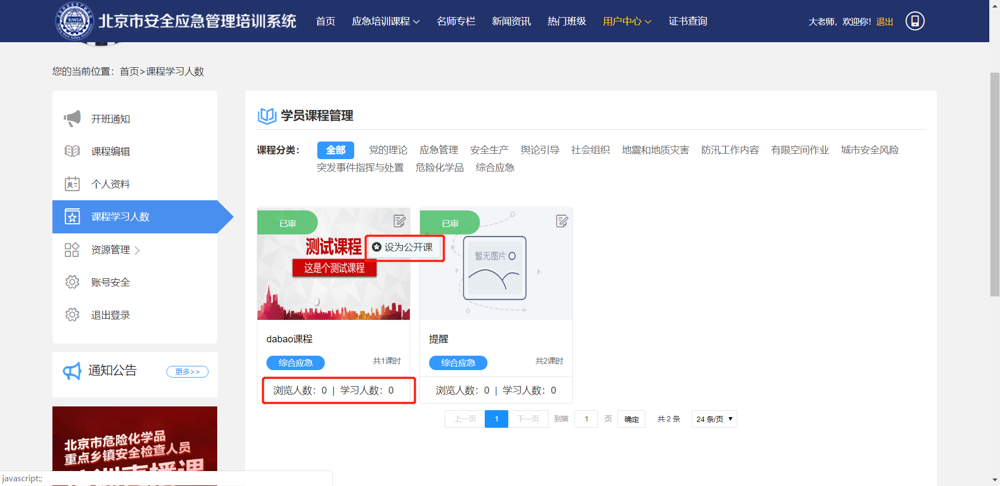 北京市安全应急管理培训系统
首页 应急培训课程 名师专栏 新闻资讯 热门班级 用户中心 证书查询
大老师，欢迎你！退出
BJWSA
您的当前位置：首页>课程学习人数
开班通知
课程编辑
个人资料
课程学习人数
资源管理
账号安全
退出登录
通知公告 更多>>
北京市危险化学品
重点乡镇安全检查人员
学员课程管理
课程分类： 全部 党的理论 应急管理 安全生产 舆论引导 社会组织 地震和地质灾害 防汛工作内容 有限空间作业 城市安全风险
突发事件指挥与处置 危险化学品 综合应急
已审
测试课程
设为公开课
这是个测试课程
dabao课程
综合应急 共1课时
浏览人数：0 | 学习人数：0
已审
暂无图片
提醒
综合应急 共2课时
浏览人数：0 | 学习人数：0
上一页 1 下一页 到第 1 页 确定 共 2 条 24 条/页
javascript:;